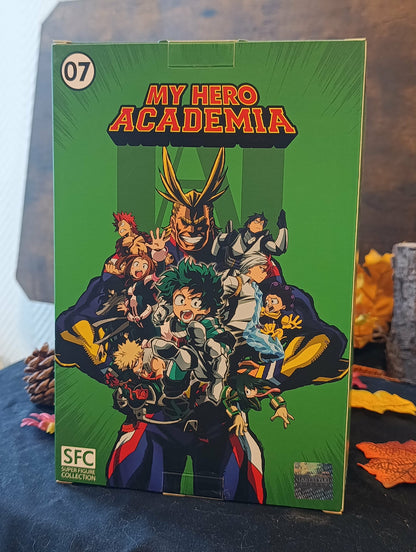 07
MY HERO
ACADEMIA
SFC
SUPER FIGURE
COLLECTION